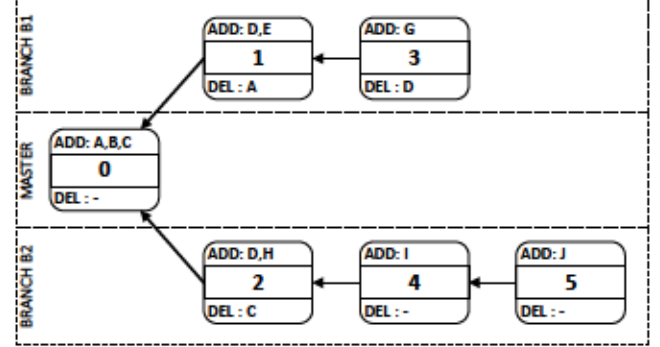 BRANCH B1
ADD: D,E
1
DEL : A
ADD: G
3
DEL : D
MASTER
ADD: A,B,C
0
DEL : -
BRANCH B2
ADD: D,H
2
DEL : C
ADD: I
4
DEL : -
ADD: J
5
DEL : -